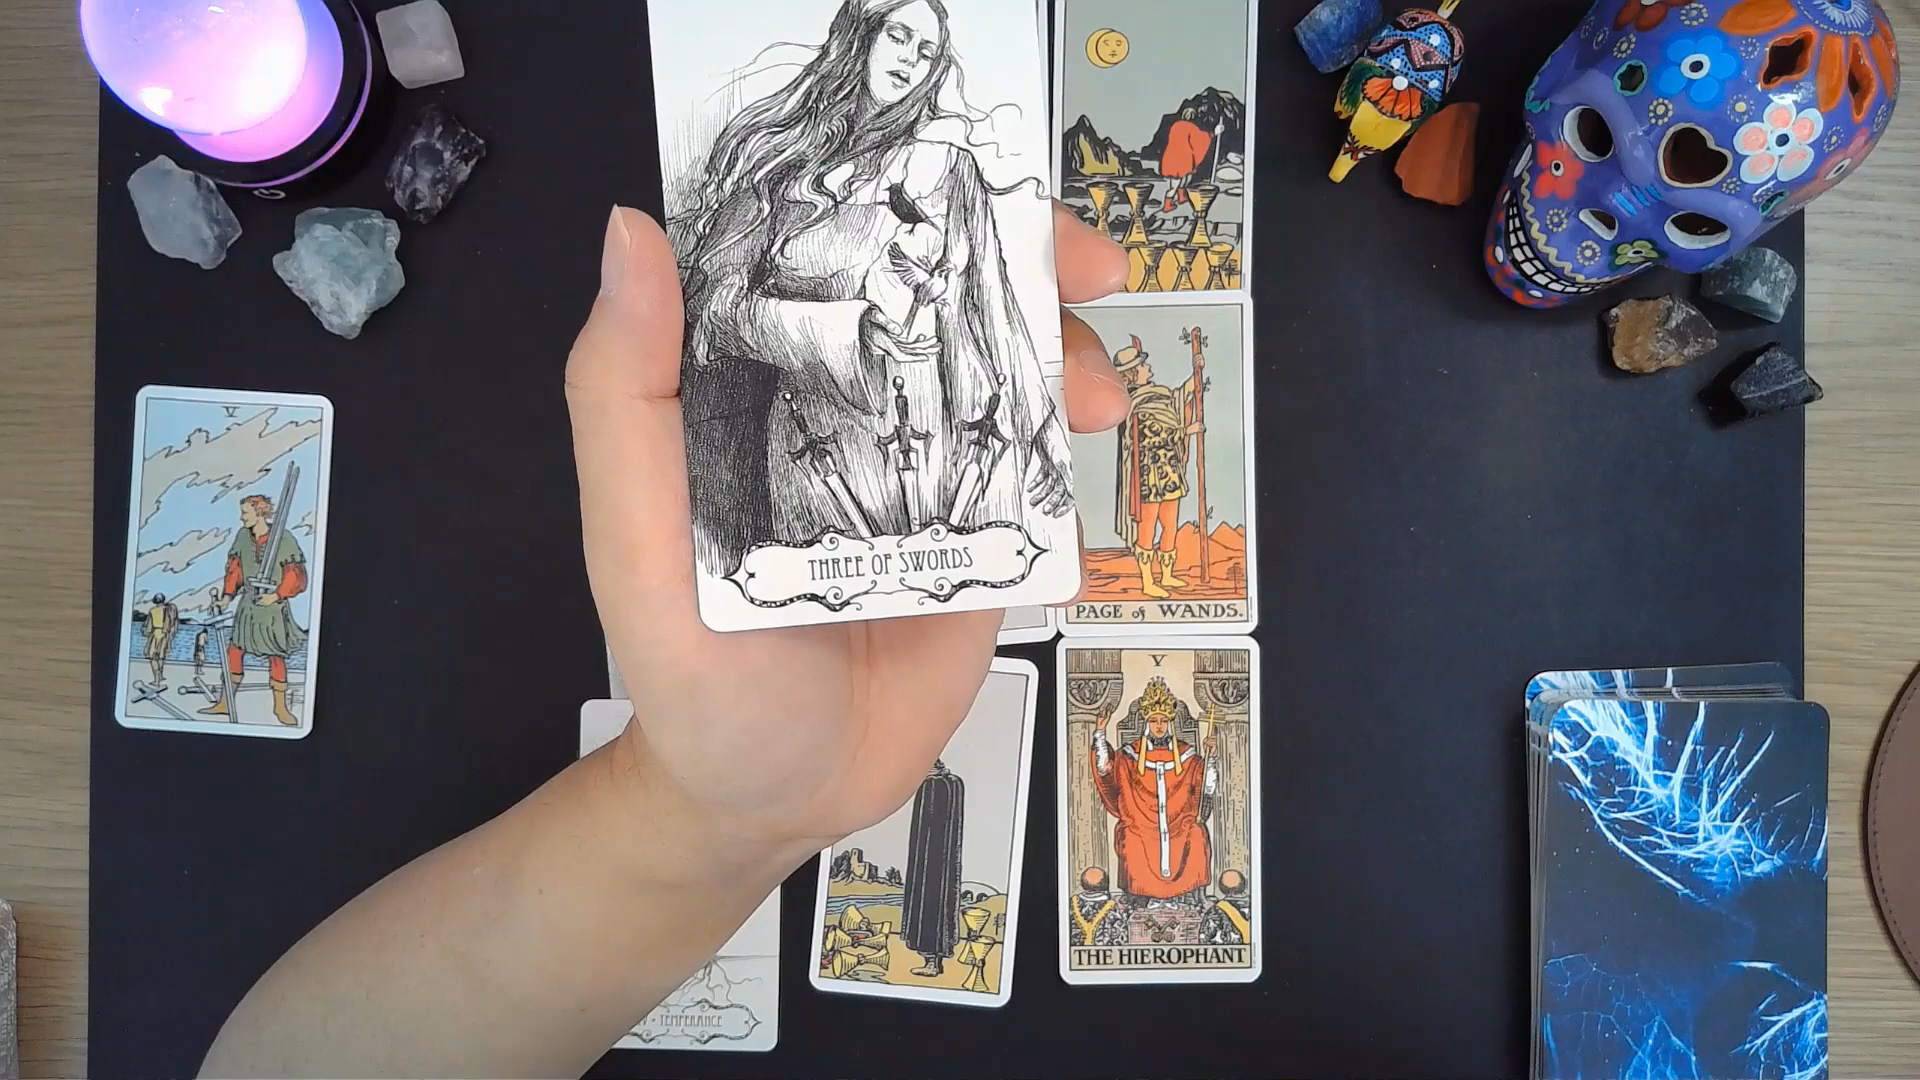 THREE OF SWORDS
V
PAGE of WANDS.
V
THE HIEROPHANT
TEMPERANCE